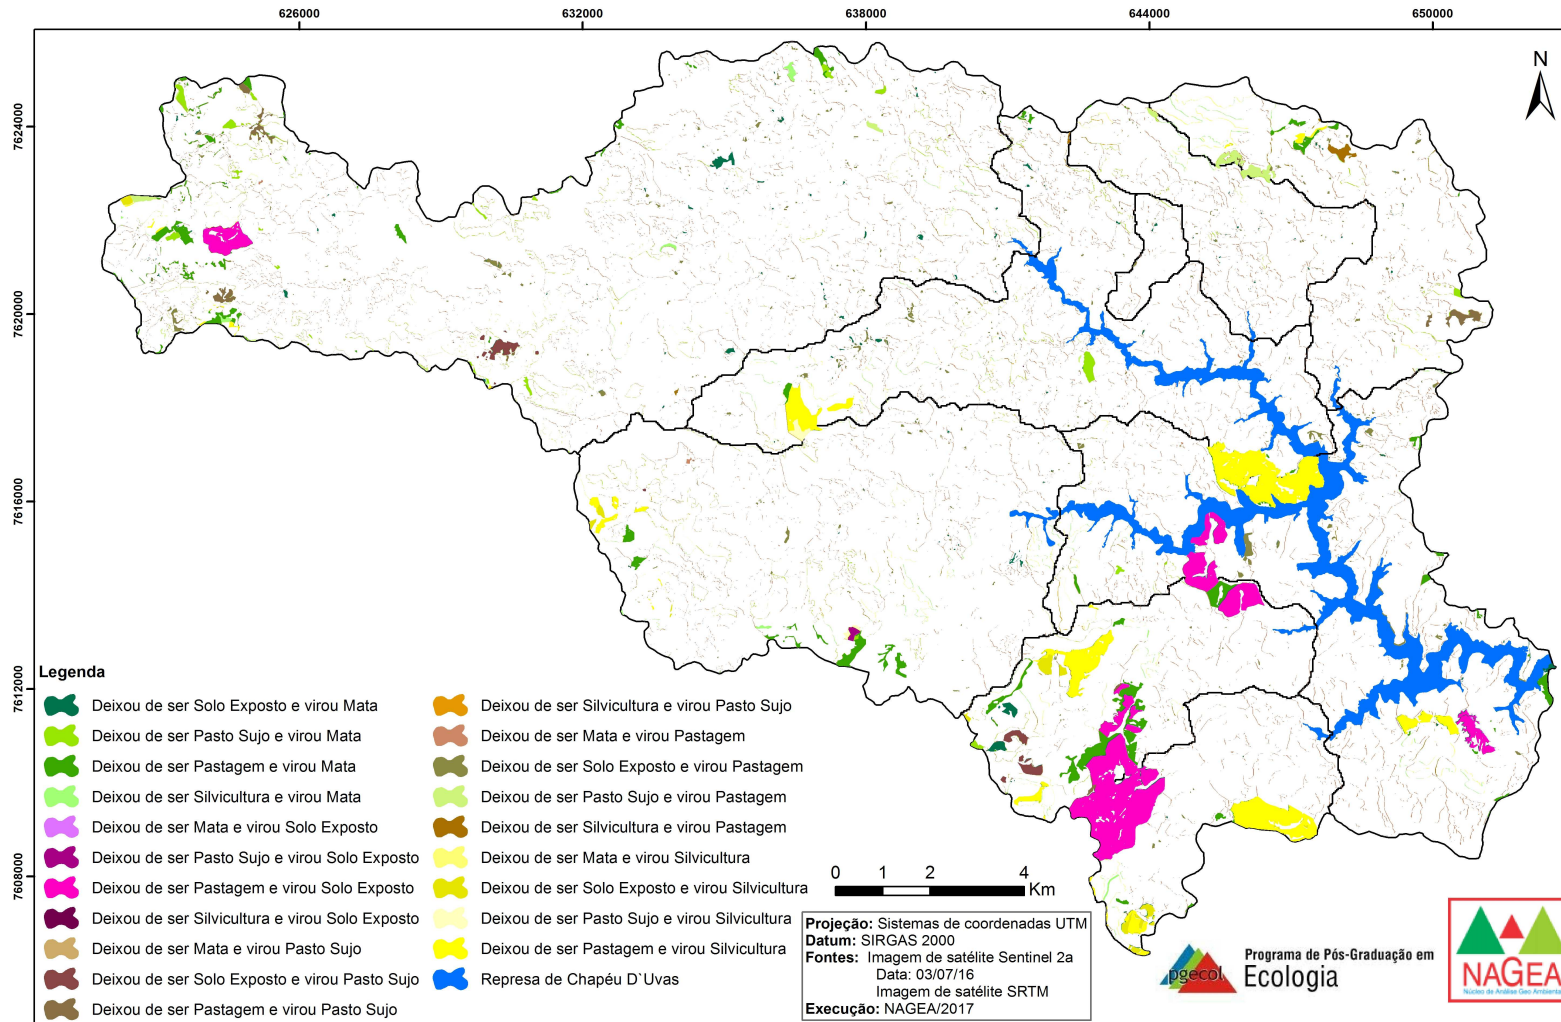 626000 632000 638000 644000 650000
7624000
7620000
7616000
7612000
7608000
N
Legenda
Deixou de ser Solo Exposto e virou Mata
Deixou de ser Pasto Sujo e virou Mata
Deixou de ser Pastagem e virou Mata
Deixou de ser Silvicultura e virou Mata
Deixou de ser Mata e virou Solo Exposto
Deixou de ser Pasto Sujo e virou Solo Exposto
Deixou de ser Pastagem e virou Solo Exposto
Deixou de ser Silvicultura e virou Solo Exposto
Deixou de ser Mata e virou Pasto Sujo
Deixou de ser Solo Exposto e virou Pasto Sujo
Deixou de ser Pastagem e virou Pasto Sujo
Deixou de ser Silvicultura e virou Pasto Sujo
Deixou de ser Mata e virou Pastagem
Deixou de ser Solo Exposto e virou Pastagem
Deixou de ser Pasto Sujo e virou Pastagem
Deixou de ser Silvicultura e virou Pastagem
Deixou de ser Mata e virou Silvicultura
Deixou de ser Solo Exposto e virou Silvicultura
Deixou de ser Pasto Sujo e virou Silvicultura
Deixou de ser Pastagem e virou Silvicultura
Represa de Chapéu D`Uvas
0 1 2 4
Km
Projeção: Sistemas de coordenadas UTM
Datum: SIRGAS 2000
Fontes: Imagem de satélite Sentinel 2a
Data: 03/07/16
Imagem de satélite SRTM
Execução: NAGEA/2017
pgecol
Programa de Pós-Graduação em
Ecologia
NAGEA
Núcleo de Análise Geo Ambiental